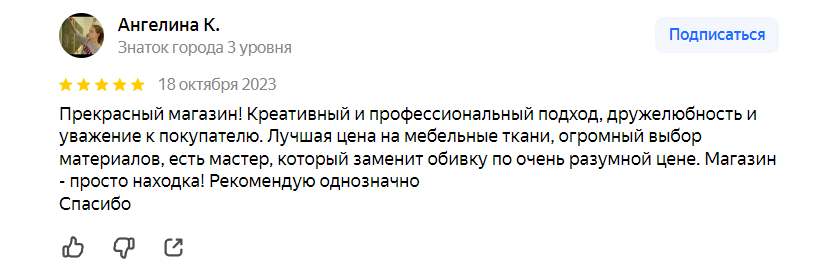 Ангелина К.
Знаток города 3 уровня
Подписаться
18 октября 2023
Прекрасный магазин! Креативный и профессиональный подход, дружелюбность и
уважение к покупателю. Лучшая цена на мебельные ткани, огромный выбор
материалов, есть мастер, который заменит обивку по очень разумной цене. Магазин
- просто находка! Рекомендую однозначно
Спасибо